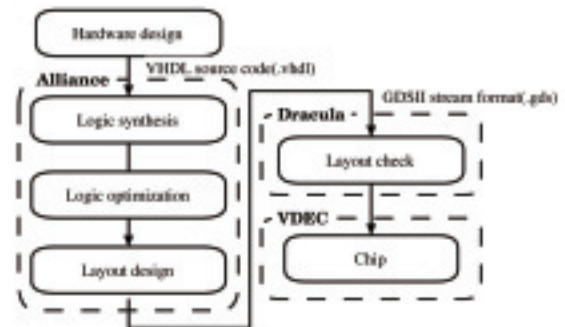 Hardware design
VHDL source code(.vhdl)
Alliance
Logic synthesis
Logic optimization
Layout design
GDSII stream format(.gds)
Dracula
Layout check
VDEC
Chip